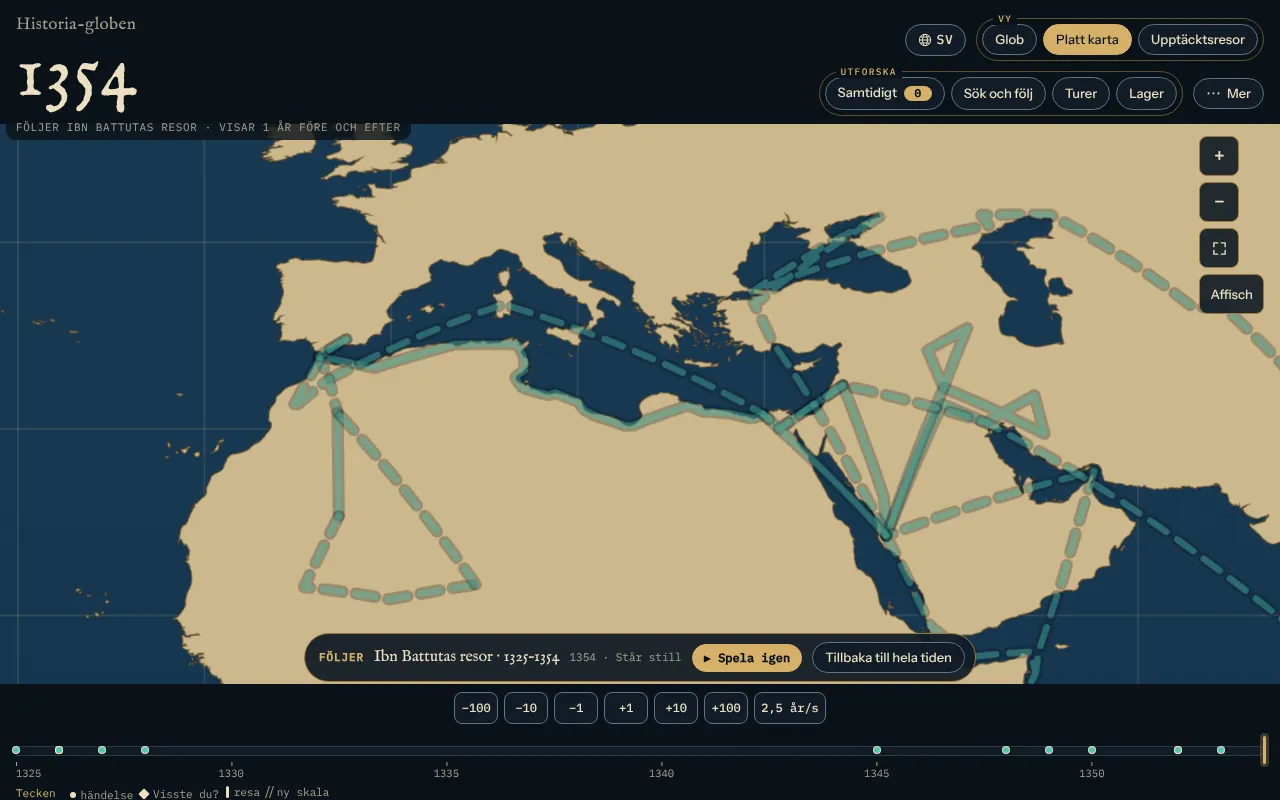 Historia-globen
1354
FÖLJER IBN BATTUTAS RESOR · VISAR 1 ÅR FÖRE OCH EFTER
SV
VY
Glob
Platt karta
Upptäcktsresor
UTFORSKA
Samtidigt 0
Sök och följ
Turer
Lager
··· Mer
+
−
Affisch
FÖLJER Ibn Battutas resor · 1325–1354 1354 · Står still ▶ Spela igen Tillbaka till hela tiden
−100 −10 −1 +1 +10 +100 2,5 år/s
1325 1330 1335 1340 1345 1350
Tecken ● händelse ◆ Visste du? resa // ny skala